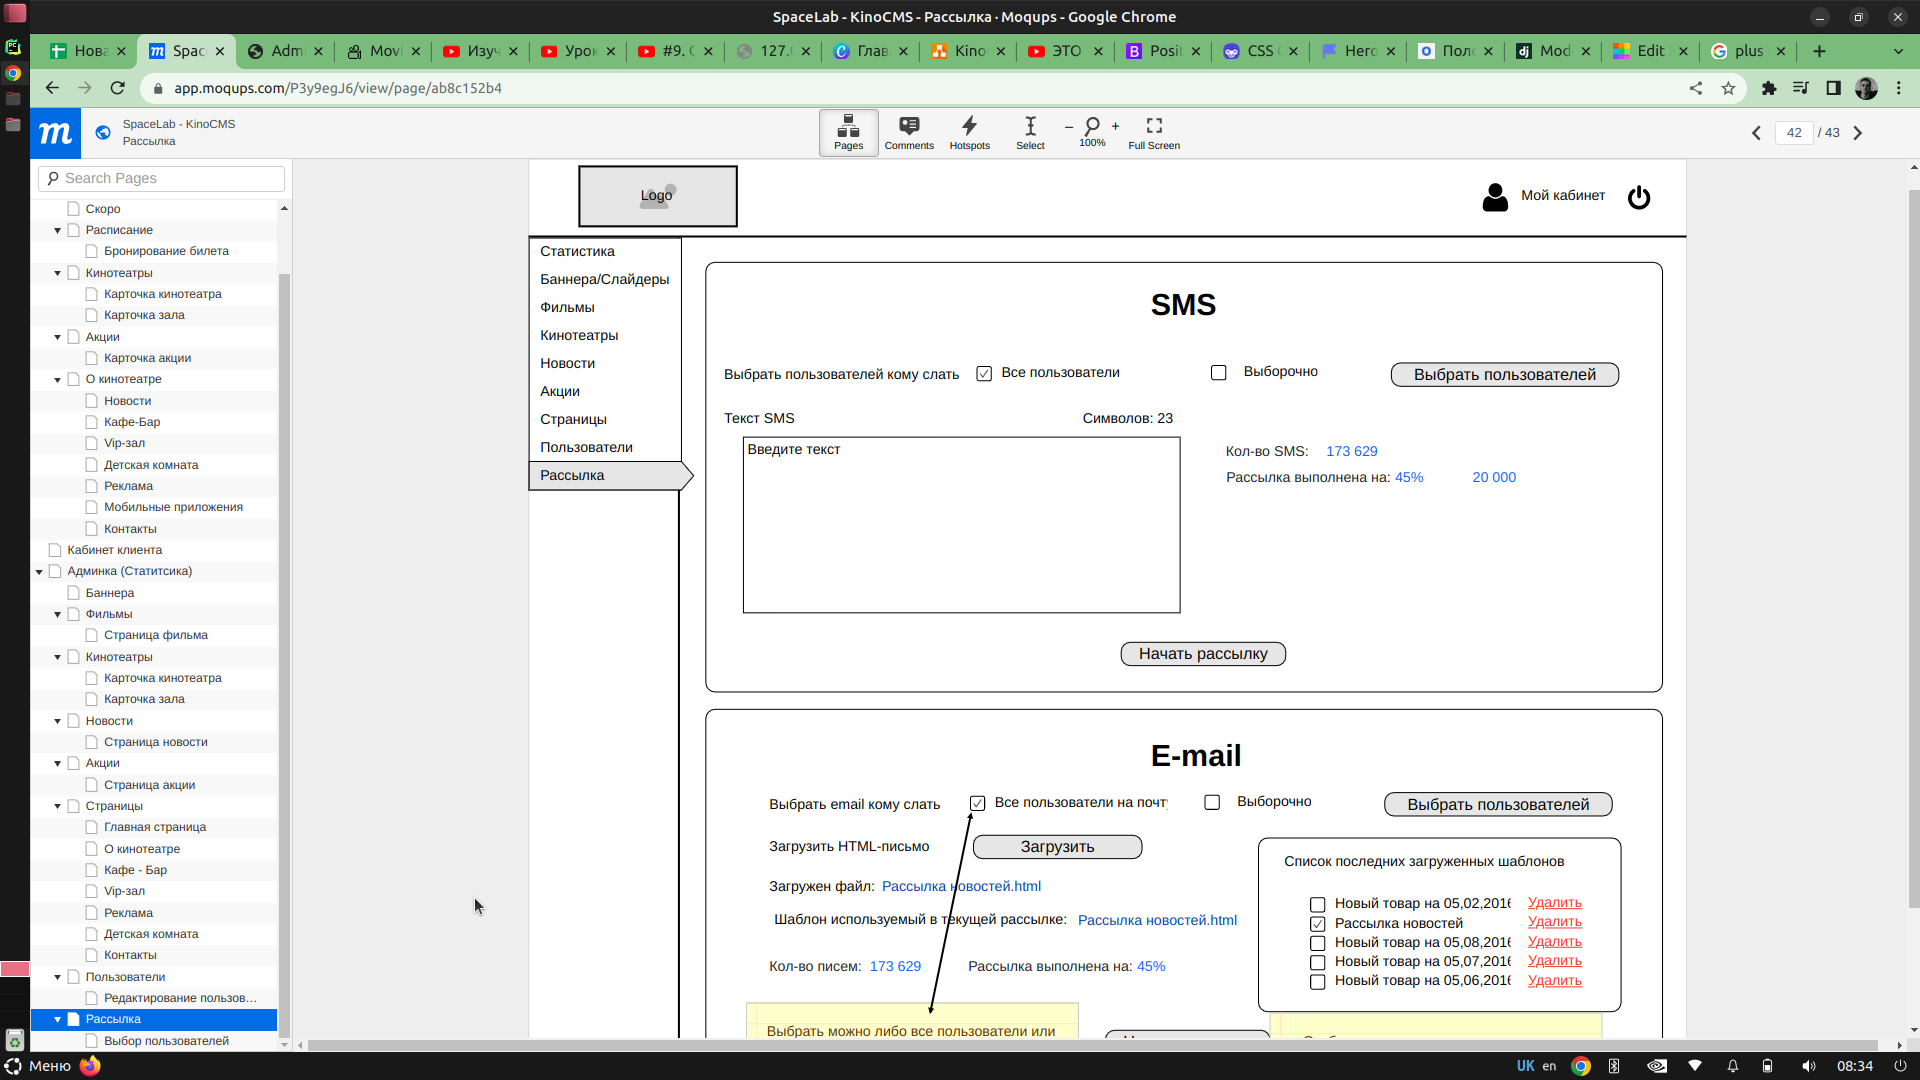 SpaceLab - KinoCMS - Рассылка · Moqups - Google Chrome
Нова
Spac
Adm
Movi
Изуч
Урок
#9. С
127.
Глав
Kino
ЭТО
Posit
CSS
Hero
Поло
Mod
Edit
plus
app.moqups.com/P3y9egJ6/view/page/ab8c152b4
SpaceLab - KinoCMS
Рассылка
Pages
Comments
Hotspots
Select
100%
Full Screen
42 / 43
Search Pages
Скоро
Расписание
Бронирование билета
Кинотеатры
Карточка кинотеатра
Карточка зала
Акции
Карточка акции
О кинотеатре
Новости
Кафе-Бар
Vip-зал
Детская комната
Реклама
Мобильные приложения
Контакты
Кабинет клиента
Админка (Статитсика)
Баннера
Фильмы
Страница фильма
Кинотеатры
Карточка кинотеатра
Карточка зала
Новости
Страница новости
Акции
Страница акции
Страницы
Главная страница
О кинотеатре
Кафе - Бар
Vip-зал
Реклама
Детская комната
Контакты
Пользователи
Редактирование пользов...
Рассылка
Выбор пользователей
Logo
Мой кабинет
Статистика
Баннера/Слайдеры
Фильмы
Кинотеатры
Новости
Акции
Страницы
Пользователи
Рассылка
SMS
Выбрать пользователей кому слать
Все пользователи
Выборочно
Выбрать пользователей
Текст SMS
Символов: 23
Введите текст
Кол-во SMS: 173 629
Рассылка выполнена на: 45% 20 000
Начать рассылку
E-mail
Выбрать email кому слать
Все пользователи на почт
Выборочно
Выбрать пользователей
Загрузить HTML-письмо
Загрузить
Загружен файл: Рассылка новостей.html
Шаблон используемый в текущей рассылке: Рассылка новостей.html
Кол-во писем: 173 629
Рассылка выполнена на: 45%
Список последних загруженных шаблонов
Новый товар на 05,02,2016 Удалить
Рассылка новостей Удалить
Новый товар на 05,08,2016 Удалить
Новый товар на 05,07,2016 Удалить
Новый товар на 05,06,2016 Удалить
Выбрать можно либо все пользователи или
Меню
UK en
08:34